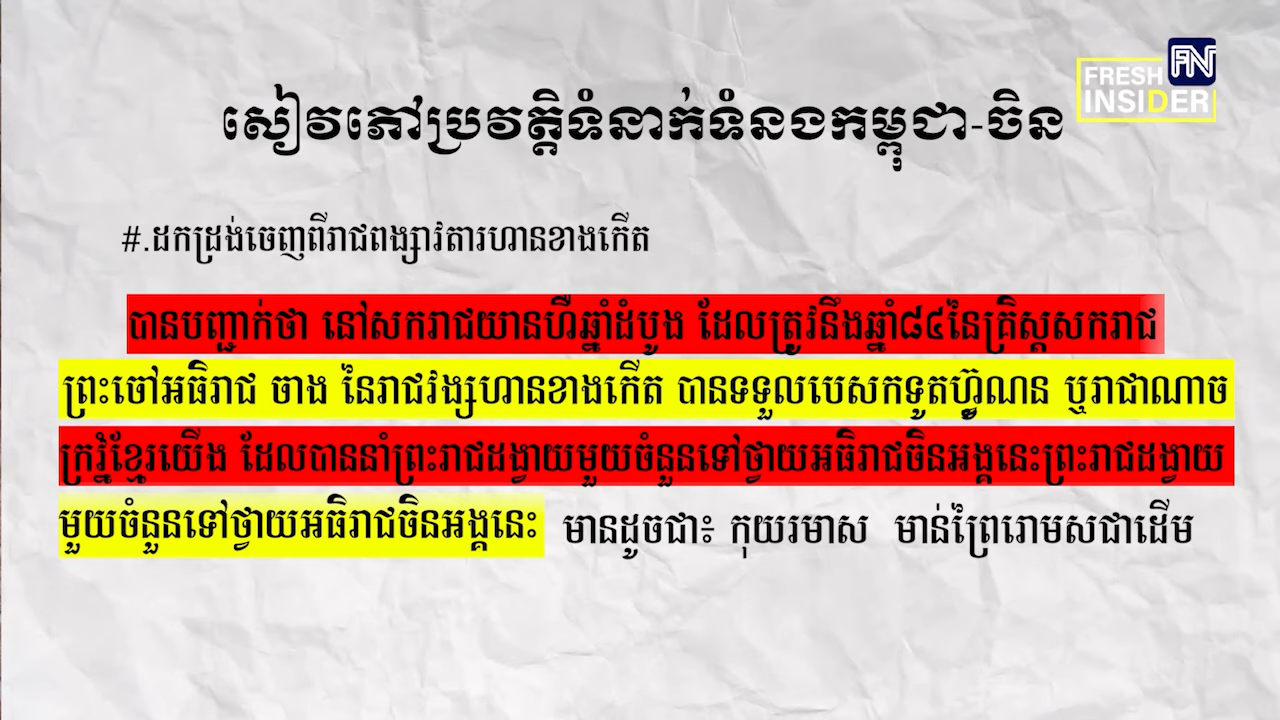 FN
FRESH
INSIDER
សៀវភៅប្រវត្តិទំនាក់ទំនងកម្ពុជា-ចិន
#.ដកដ្រង់ចេញពីរាជពង្សាវតារហានខាងកើត
បានបញ្ជាក់ថា នៅសករាជយានហឺឆ្នាំដំបូង ដែលត្រូវនឹងឆ្នាំ៨៤នៃគ្រិស្តសករាជ
ព្រះចៅអធិរាជ ចាង នៃរាជវង្សហានខាងកើត បានទទួលបេសកទូតហ៊្វូណន ឬរាជាណាច
ក្រវិ៍ខ្មែរយើង ដែលបាននាំព្រះរាជដង្វាយមួយចំនួនទៅថ្វាយអធិរាជចិនអង្គនេះព្រះរាជដង្វាយ
មួយចំនួនទៅថ្វាយអធិរាជចិនអង្គនេះ មានដូចជា៖ កុយរមាស មាន់ព្រៃរោមសជាដើម